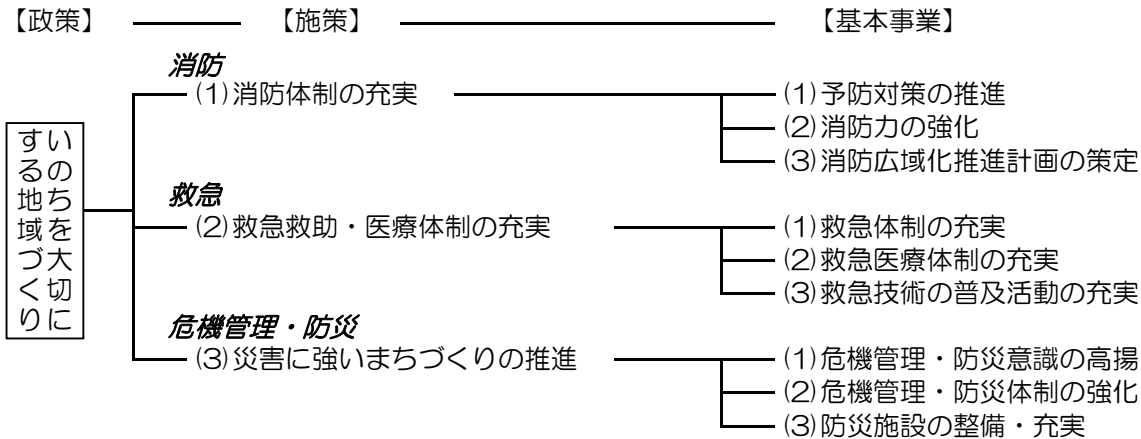 【政策】 【施策】 【基本事業】
いのちを大切に
する地域づくり
消防
(1)消防体制の充実
(1)予防対策の推進
(2)消防力の強化
(3)消防広域化推進計画の策定
救急
(2)救急救助・医療体制の充実
(1)救急体制の充実
(2)救急医療体制の充実
(3)救急技術の普及活動の充実
危機管理・防災
(3)災害に強いまちづくりの推進
(1)危機管理・防災意識の高揚
(2)危機管理・防災体制の強化
(3)防災施設の整備・充実